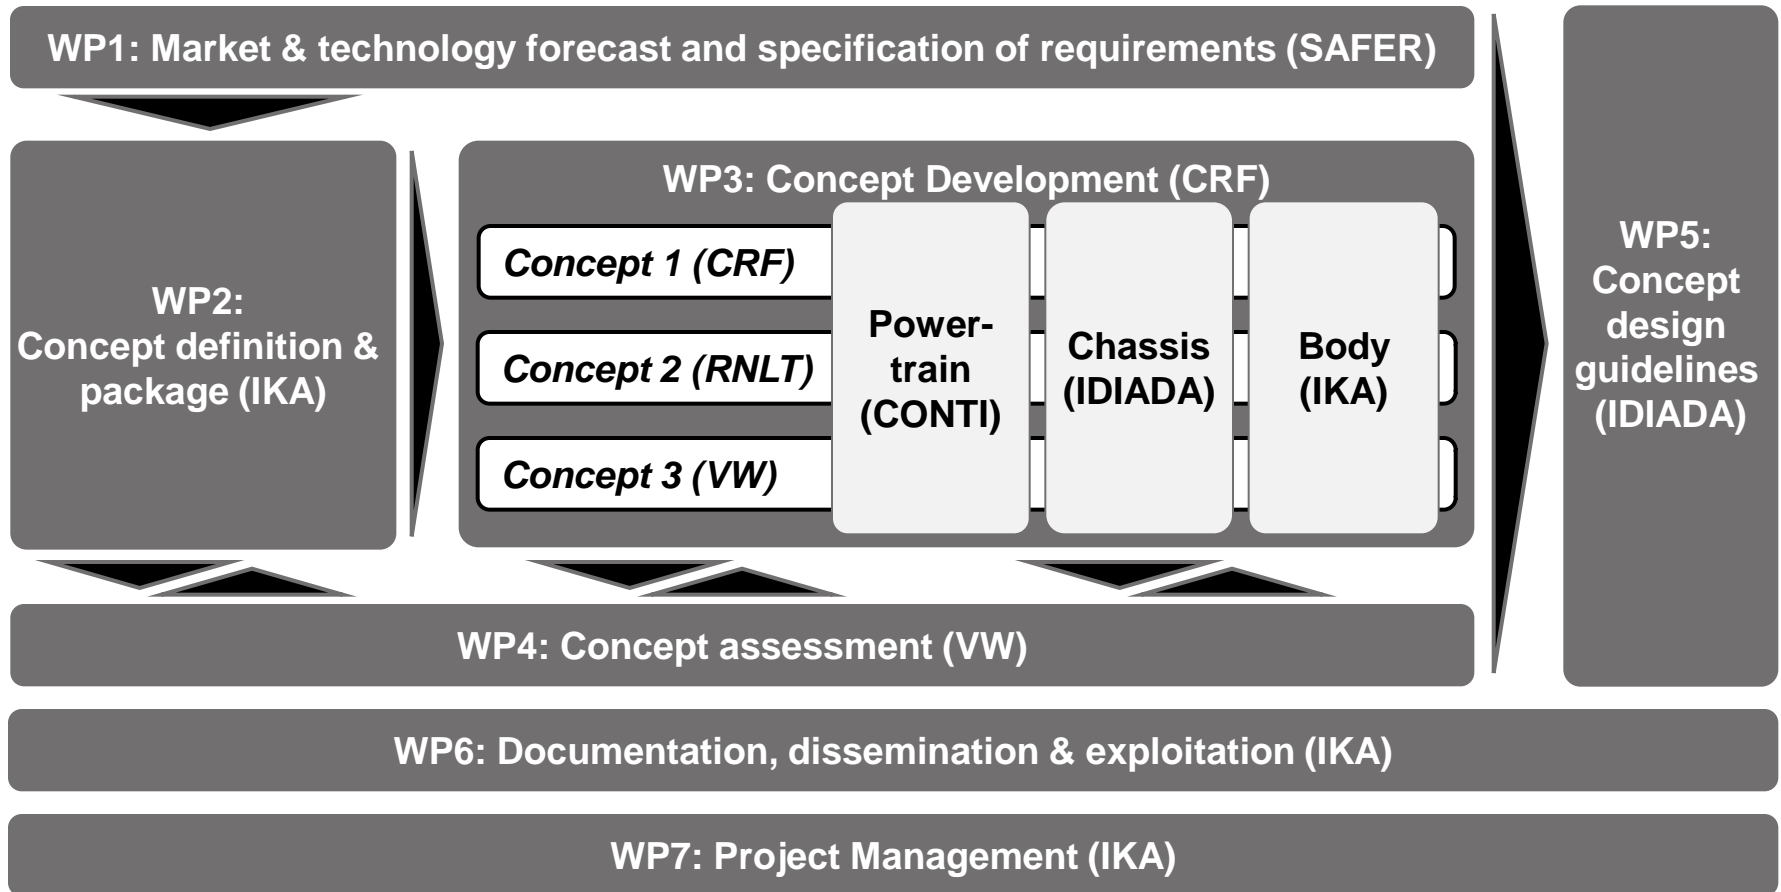 WP1: Market & technology forecast and specification of requirements (SAFER)
WP2:
Concept definition &
package (IKA)
WP3: Concept Development (CRF)
Concept 1 (CRF)
Concept 2 (RNLT)
Concept 3 (VW)
Power-
train
(CONTI)
Chassis
(IDIADA)
Body
(IKA)
WP5:
Concept
design
guidelines
(IDIADA)
WP4: Concept assessment (VW)
WP6: Documentation, dissemination & exploitation (IKA)
WP7: Project Management (IKA)